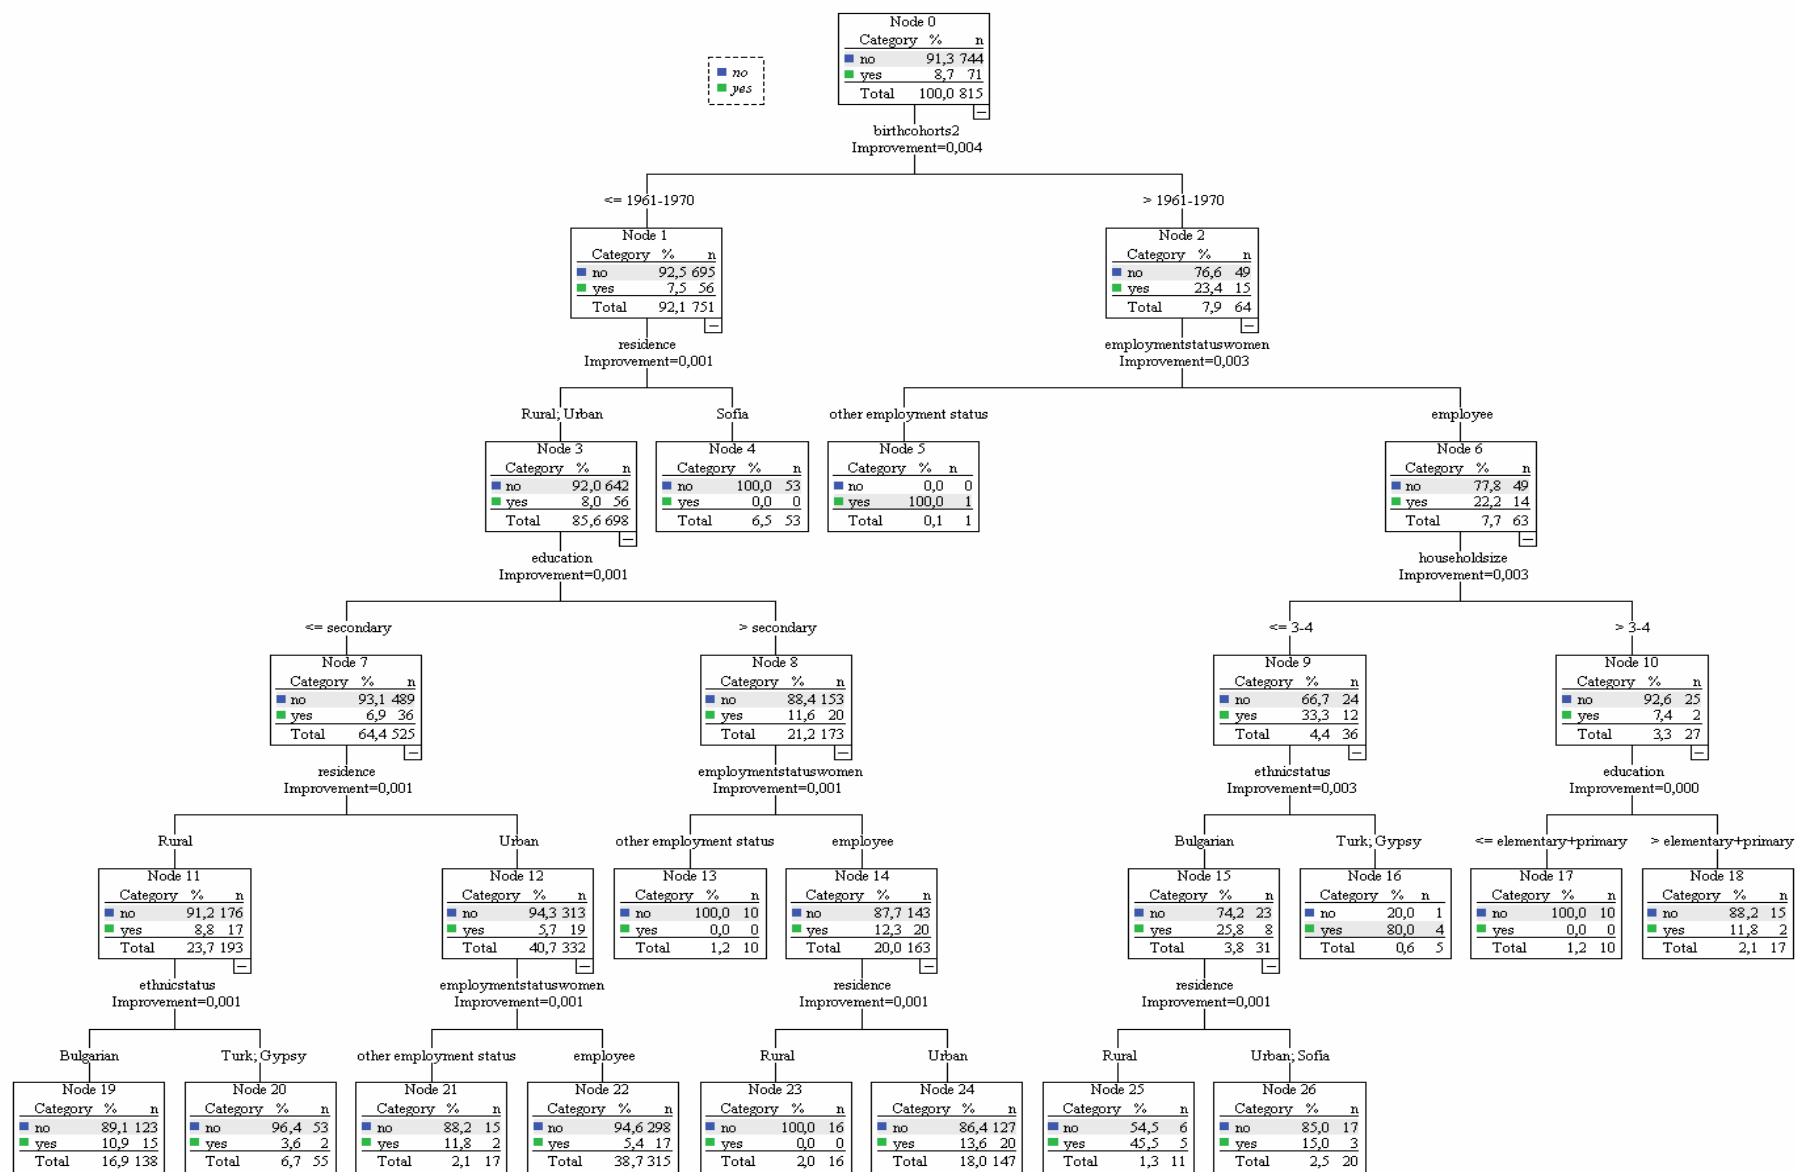 Node 0
Category % n
no 91,3 744
yes 8,7 71
Total 100,0 815
no
yes
birthcohorts2
Improvement=0,004
<= 1961-1970
> 1961-1970
Node 1
Category % n
no 92,5 695
yes 7,5 56
Total 92,1 751
Node 2
Category % n
no 76,6 49
yes 23,4 15
Total 7,9 64
residence
Improvement=0,001
employmentstatuswomen
Improvement=0,003
Rural; Urban
Sofia
other employment status
employee
Node 3
Category % n
no 92,0 642
yes 8,0 56
Total 85,6 698
Node 4
Category % n
no 100,0 53
yes 0,0 0
Total 6,5 53
Node 5
Category % n
no 0,0 0
yes 100,0 1
Total 0,1 1
Node 6
Category % n
no 77,8 49
yes 22,2 14
Total 7,7 63
education
Improvement=0,001
householdsize
Improvement=0,003
<= secondary
> secondary
<= 3-4
> 3-4
Node 7
Category % n
no 93,1 489
yes 6,9 36
Total 64,4 525
Node 8
Category % n
no 88,4 153
yes 11,6 20
Total 21,2 173
Node 9
Category % n
no 66,7 24
yes 33,3 12
Total 4,4 36
Node 10
Category % n
no 92,6 25
yes 7,4 2
Total 3,3 27
residence
Improvement=0,001
employmentstatuswomen
Improvement=0,001
ethnicstatus
Improvement=0,003
education
Improvement=0,000
Rural
Urban
other employment status
employee
Bulgarian
Turk; Gypsy
<= elementary+primary
> elementary+primary
Node 11
Category % n
no 91,2 176
yes 8,8 17
Total 23,7 193
Node 12
Category % n
no 94,3 313
yes 5,7 19
Total 40,7 332
Node 13
Category % n
no 100,0 10
yes 0,0 0
Total 1,2 10
Node 14
Category % n
no 87,7 143
yes 12,3 20
Total 20,0 163
Node 15
Category % n
no 74,2 23
yes 25,8 8
Total 3,8 31
Node 16
Category % n
no 20,0 1
yes 80,0 4
Total 0,6 5
Node 17
Category % n
no 100,0 10
yes 0,0 0
Total 1,2 10
Node 18
Category % n
no 88,2 15
yes 11,8 2
Total 2,1 17
ethnicstatus
Improvement=0,001
employmentstatuswomen
Improvement=0,001
residence
Improvement=0,001
residence
Improvement=0,001
Bulgarian
Turk; Gypsy
other employment status
employee
Rural
Urban
Rural
Urban; Sofia
Node 19
Category % n
no 89,1 123
yes 10,9 15
Total 16,9 138
Node 20
Category % n
no 96,4 53
yes 3,6 2
Total 6,7 55
Node 21
Category % n
no 88,2 15
yes 11,8 2
Total 2,1 17
Node 22
Category % n
no 94,6 298
yes 5,4 17
Total 38,7 315
Node 23
Category % n
no 100,0 16
yes 0,0 0
Total 2,0 16
Node 24
Category % n
no 86,4 127
yes 13,6 20
Total 18,0 147
Node 25
Category % n
no 54,5 6
yes 45,5 5
Total 1,3 11
Node 26
Category % n
no 85,0 17
yes 15,0 3
Total 2,5 20